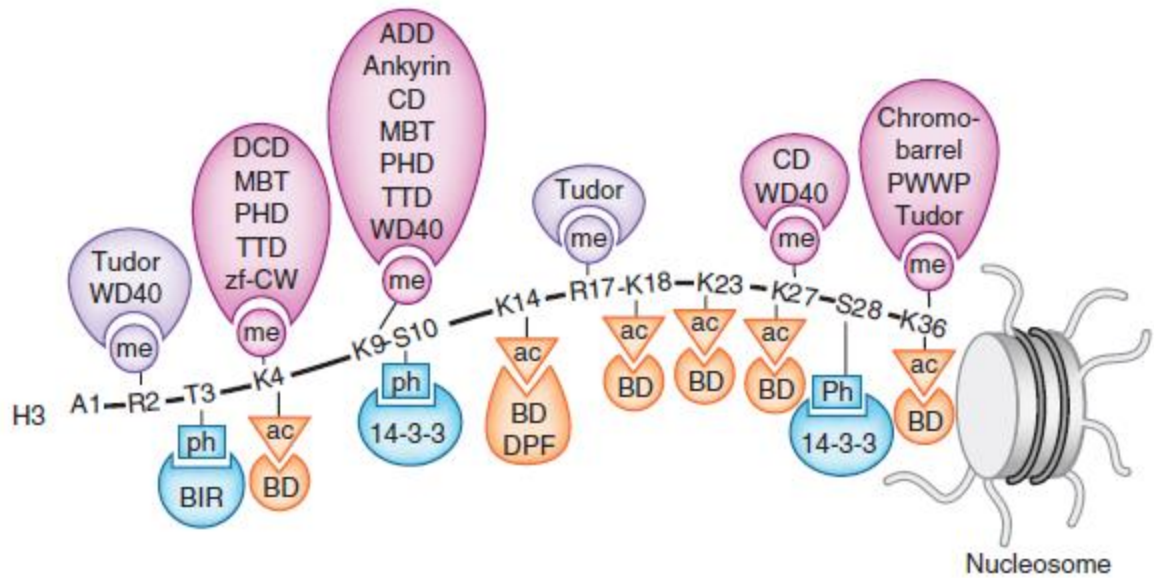 ADD
Ankyrin
CD
MBT
PHD
TTD
WD40
me
DCD
MBT
PHD
TTD
zf-CW
me
Tudor
WD40
me
Tudor
me
CD
WD40
me
Chromo-
barrel
PWWP
Tudor
me
H3 A1 R2 T3 K4 K9 S10 K14 R17 K18 K23 K27 S28 K36
ph
BIR
ac
BD
ph
14-3-3
ac
BD
DPF
ac
BD
ac
BD
ac
BD
Ph
14-3-3
ac
BD
Nucleosome